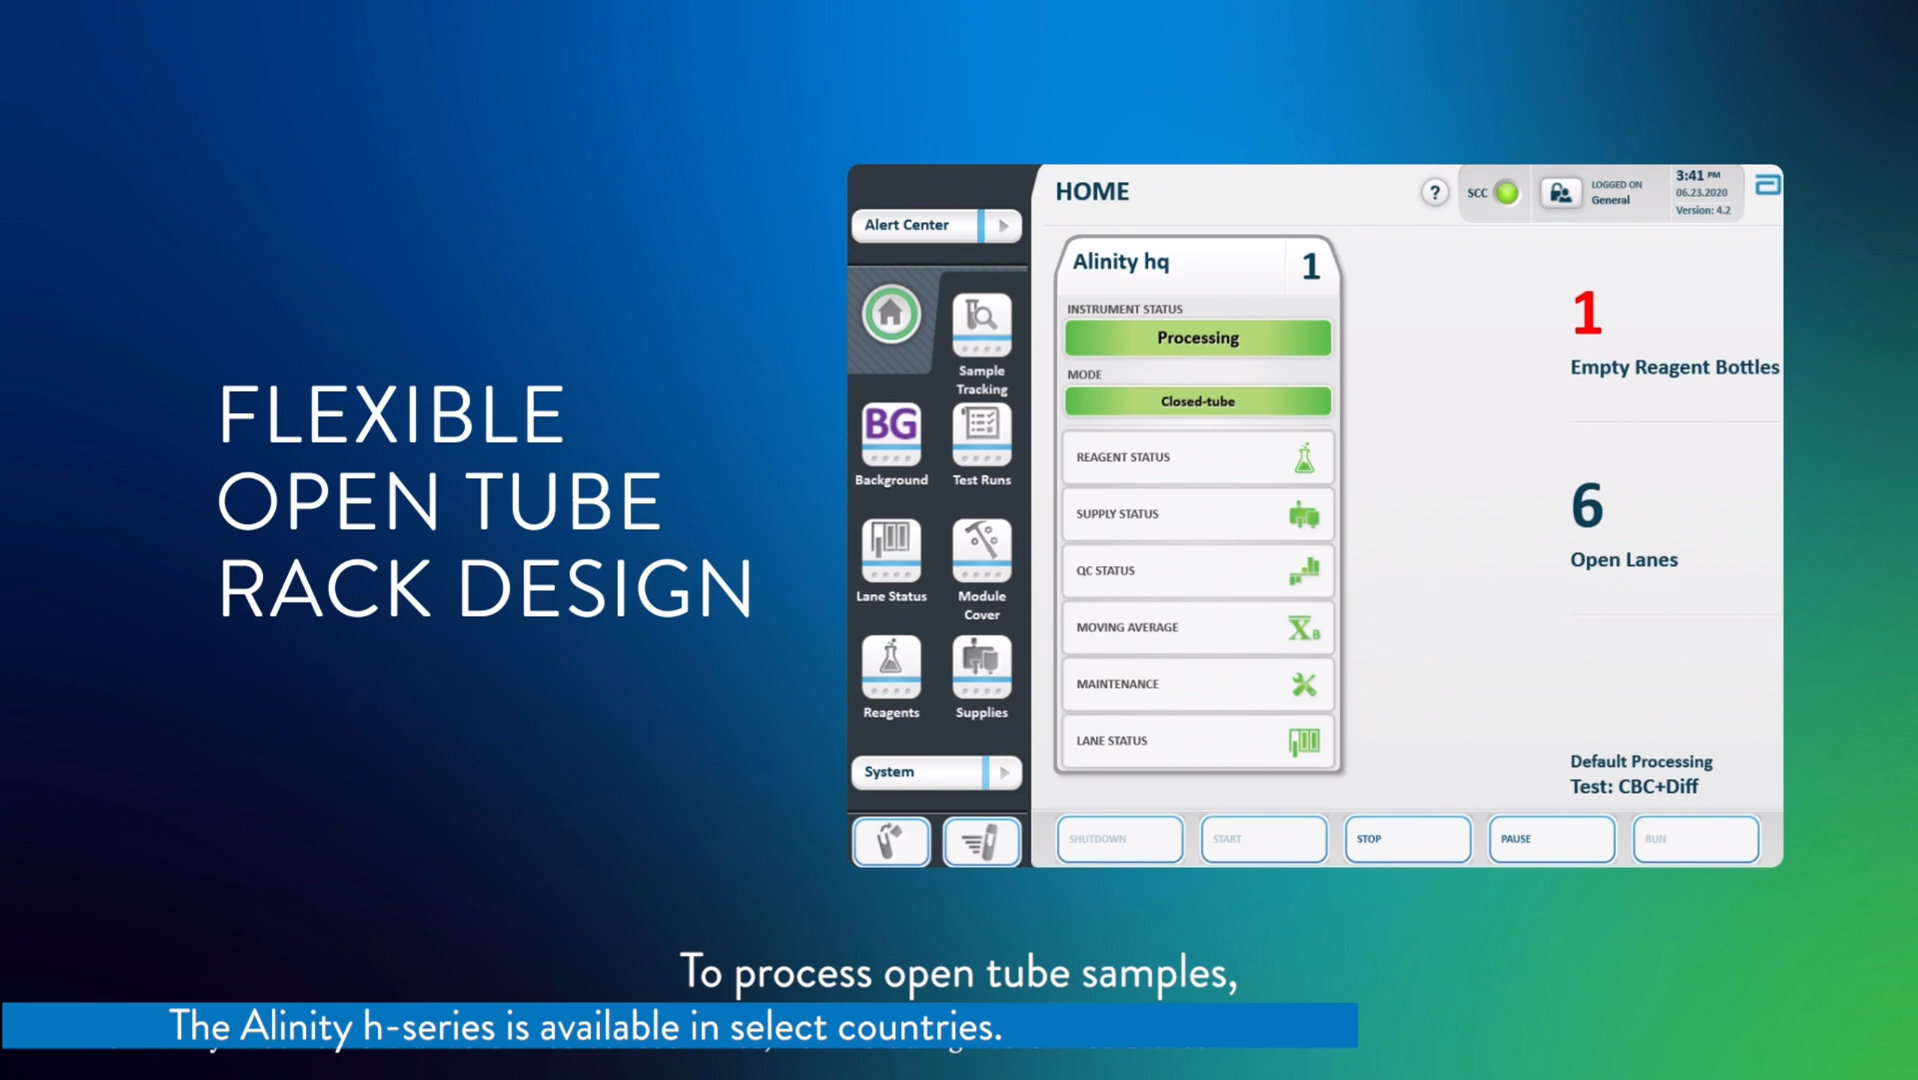 FLEXIBLE
OPEN TUBE
RACK DESIGN
Alert Center
Sample
Tracking
BG
Background
Test Runs
Lane Status
Module
Cover
Reagents
Supplies
System
HOME
?
SCC
LOGGED ON
General
3:41 PM
06.23.2020
Version: 4.2
Alinity hq
1
INSTRUMENT STATUS
Processing
MODE
Closed-tube
REAGENT STATUS
SUPPLY STATUS
QC STATUS
MOVING AVERAGE
X̄B
MAINTENANCE
LANE STATUS
1
Empty Reagent Bottles
6
Open Lanes
Default Processing
Test: CBC+Diff
SHUTDOWN
START
STOP
PAUSE
RUN
To process open tube samples,
The Alinity h-series is available in select countries.